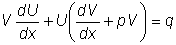 V dU/dx + U(dV/dx + pV) = q